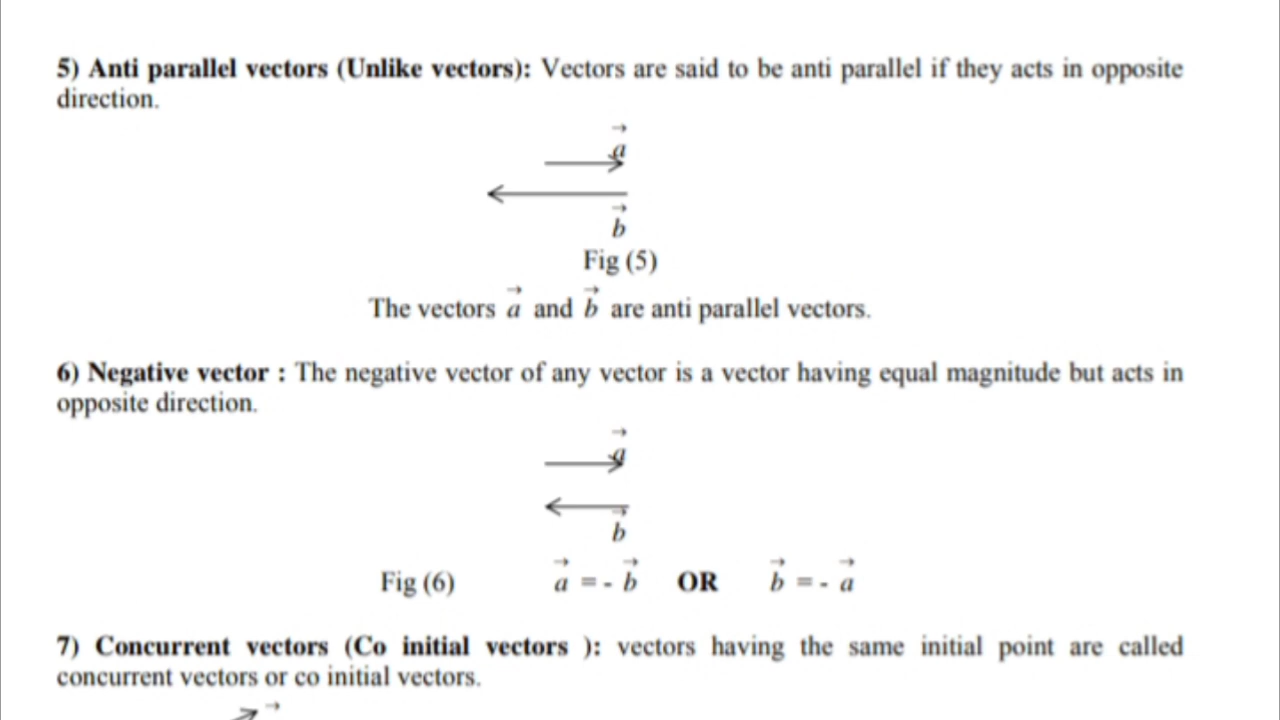 5) Anti parallel vectors (Unlike vectors): Vectors are said to be anti parallel if they acts in opposite
direction.
→
a
→
b
Fig (5)
The vectors a⃗ and b⃗ are anti parallel vectors.
6) Negative vector : The negative vector of any vector is a vector having equal magnitude but acts in
opposite direction.
→
a
→
b
Fig (6) a⃗ = - b⃗ OR b⃗ = - a⃗
7) Concurrent vectors (Co initial vectors ): vectors having the same initial point are called
concurrent vectors or co initial vectors.